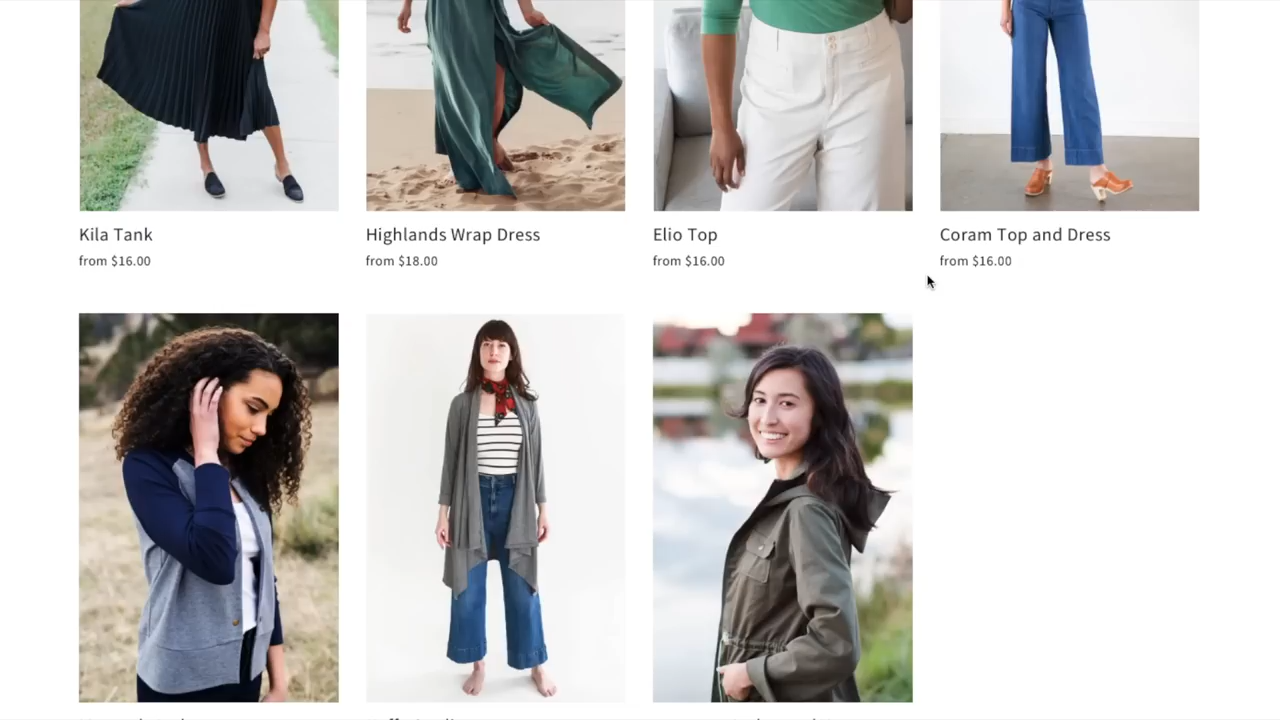 Kila Tank
from $16.00
Highlands Wrap Dress
from $18.00
Elio Top
from $16.00
Coram Top and Dress
from $16.00